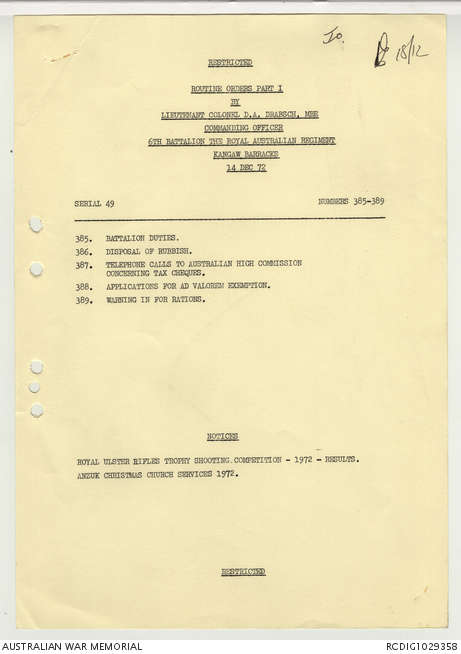 Io.
18/12
RESTRICTED
ROUTINE ORDERS PART I
BY
LIEUTENANT COLONEL D.A. DRABSCH, MBE
COMMANDING OFFICER
6TH BATTALION THE ROYAL AUSTRALIAN REGIMENT
KANGAW BARRACKS
14 DEC 72
SERIAL 49 NUMBERS 385-389
385. BATTALION DUTIES.
386. DISPOSAL OF RUBBISH.
387. TELEPHONE CALLS TO AUSTRALIAN HIGH COMMISSION
CONCERNING TAX CHEQUES.
388. APPLICATIONS FOR AD VALOREM EXEMPTION.
389. WARNING IN FOR RATIONS.
NOTICES
ROYAL ULSTER RIFLES TROPHY SHOOTING COMPETITION - 1972 - RESULTS.
ANZUK CHRISTMAS CHURCH SERVICES 1972.
RESTRICTED
AUSTRALIAN WAR MEMORIAL RCDIG1029358